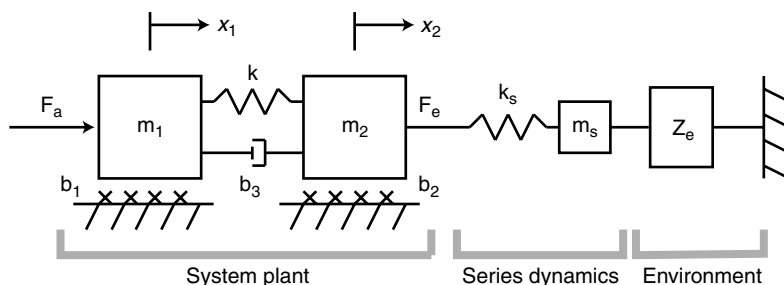 x₁
x₂
k
Fₐ
m₁
m₂
Fₑ
kₛ
mₛ
Zₑ
b₁
b₃
b₂
System plant
Series dynamics
Environment